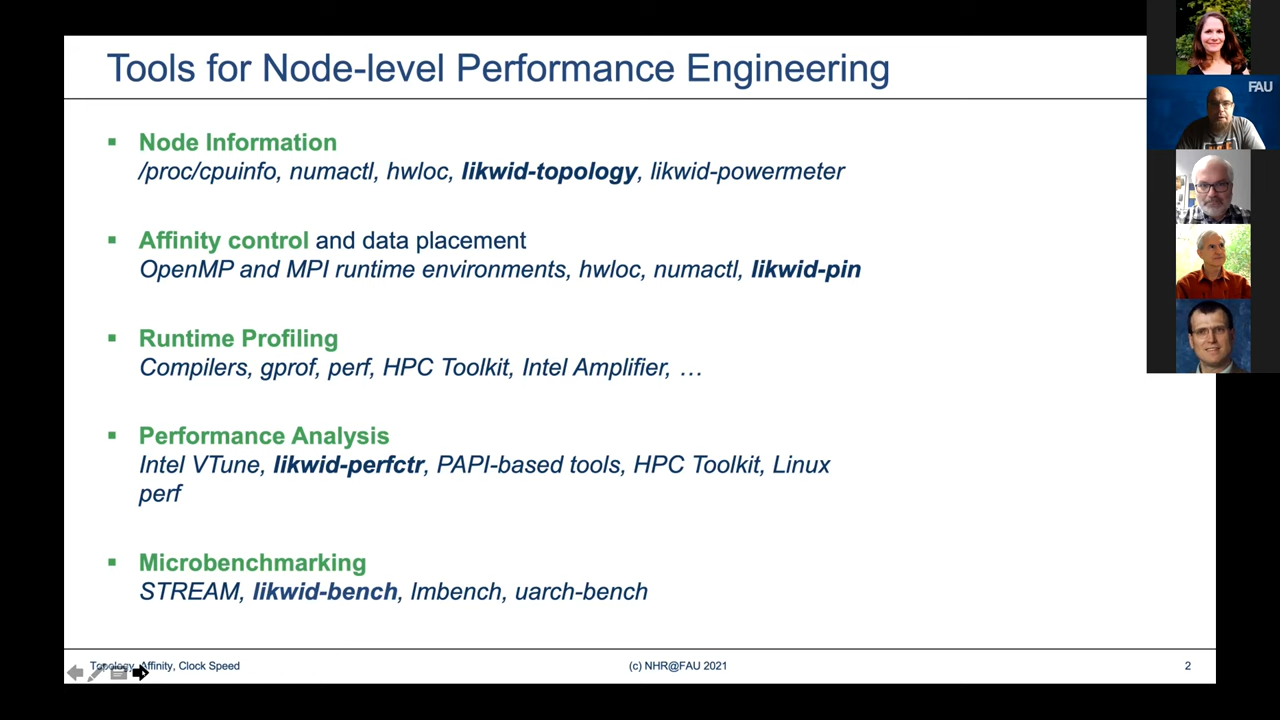 Tools for Node-level Performance Engineering
FAU
▪ Node Information
/proc/cpuinfo, numactl, hwloc, likwid-topology, likwid-powermeter
▪ Affinity control and data placement
OpenMP and MPI runtime environments, hwloc, numactl, likwid-pin
▪ Runtime Profiling
Compilers, gprof, perf, HPC Toolkit, Intel Amplifier, …
▪ Performance Analysis
Intel VTune, likwid-perfctr, PAPI-based tools, HPC Toolkit, Linux
perf
▪ Microbenchmarking
STREAM, likwid-bench, lmbench, uarch-bench
Topology, Affinity, Clock Speed
(c) NHR@FAU 2021
2